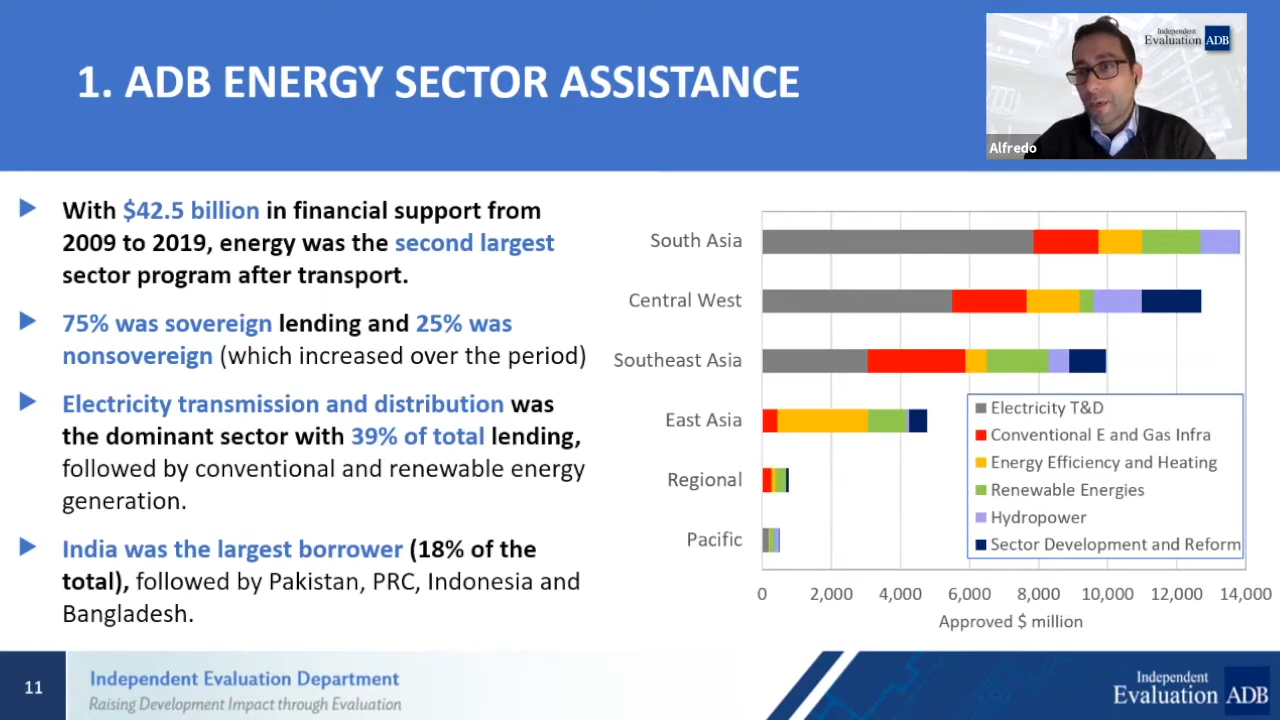 1. ADB ENERGY SECTOR ASSISTANCE
Independent
Evaluation ADB
Alfredo
With $42.5 billion in financial support from
2009 to 2019, energy was the second largest
sector program after transport.
75% was sovereign lending and 25% was
nonsovereign (which increased over the period)
Electricity transmission and distribution was
the dominant sector with 39% of total lending,
followed by conventional and renewable energy
generation.
India was the largest borrower (18% of the
total), followed by Pakistan, PRC, Indonesia and
Bangladesh.
South Asia
Central West
Southeast Asia
East Asia
Regional
Pacific
Electricity T&D
Conventional E and Gas Infra
Energy Efficiency and Heating
Renewable Energies
Hydropower
Sector Development and Reform
0 2,000 4,000 6,000 8,000 10,000 12,000 14,000
Approved $ million
11
Independent Evaluation Department
Raising Development Impact through Evaluation
Independent
Evaluation ADB